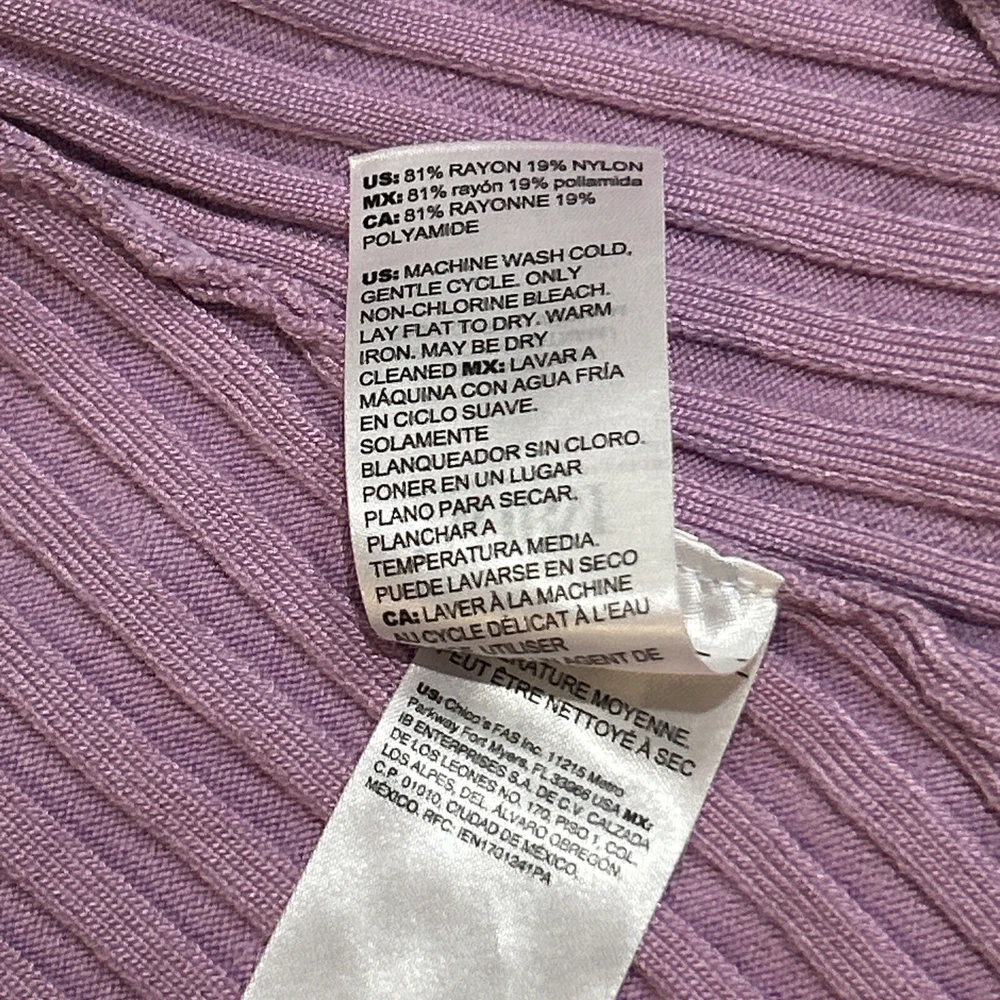 US: 81% RAYON 19% NYLON
MX: 81% rayón 19% poliamida
CA: 81% RAYONNE 19%
POLYAMIDE
US: MACHINE WASH COLD,
GENTLE CYCLE. ONLY
NON-CHLORINE BLEACH.
LAY FLAT TO DRY. WARM
IRON. MAY BE DRY
CLEANED MX: LAVAR A
MÁQUINA CON AGUA FRÍA
EN CICLO SUAVE.
SOLAMENTE
BLANQUEADOR SIN CLORO.
PONER EN UN LUGAR
PLANO PARA SECAR.
PLANCHAR A
TEMPERATURA MEDIA.
PUEDE LAVARSE EN SECO
CA: LAVER À LA MACHINE
AU CYCLE DÉLICAT À L'EAU
UTILISER
AGENT DE
MOYENNE.
PEUT ÊTRE NETTOYÉ À SEC
US: Chico's FAS Inc. 11215 Metro
Parkway Fort Myers, FL 33966 USA MX:
IB ENTERPRISES S.A. DE C.V. CALZADA
DE LOS LEONES NO. 170, PISO 1, COL.
LOS ALPES, DEL. ÁLVARO OBREGÓN,
C.P. 01010, CIUDAD DE MÉXICO,
MÉXICO. RFC: IEN1701241PA